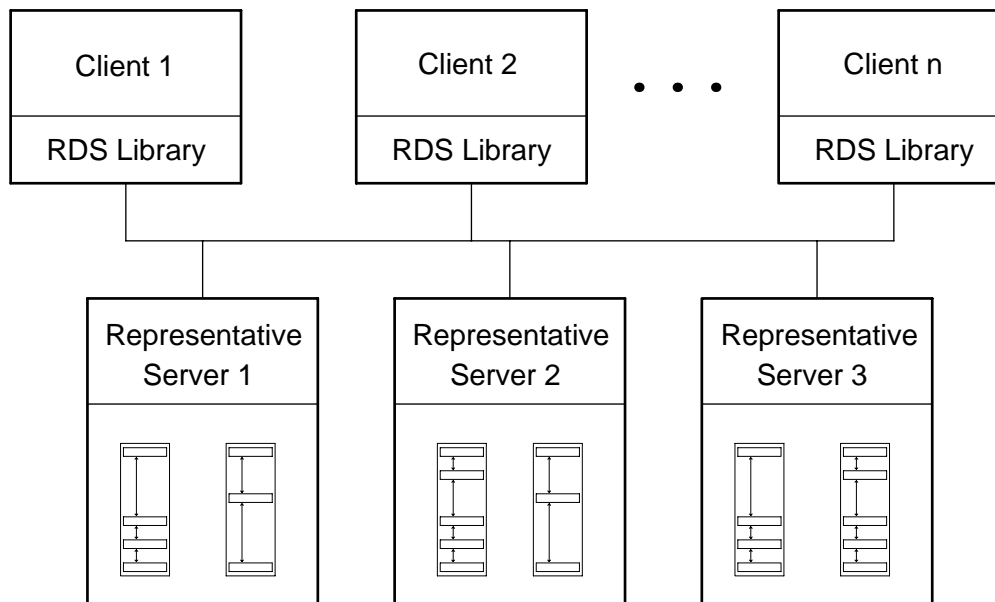 Client 1
Client 2
Client n
RDS Library
RDS Library
RDS Library
Representative
Server 1
Representative
Server 2
Representative
Server 3